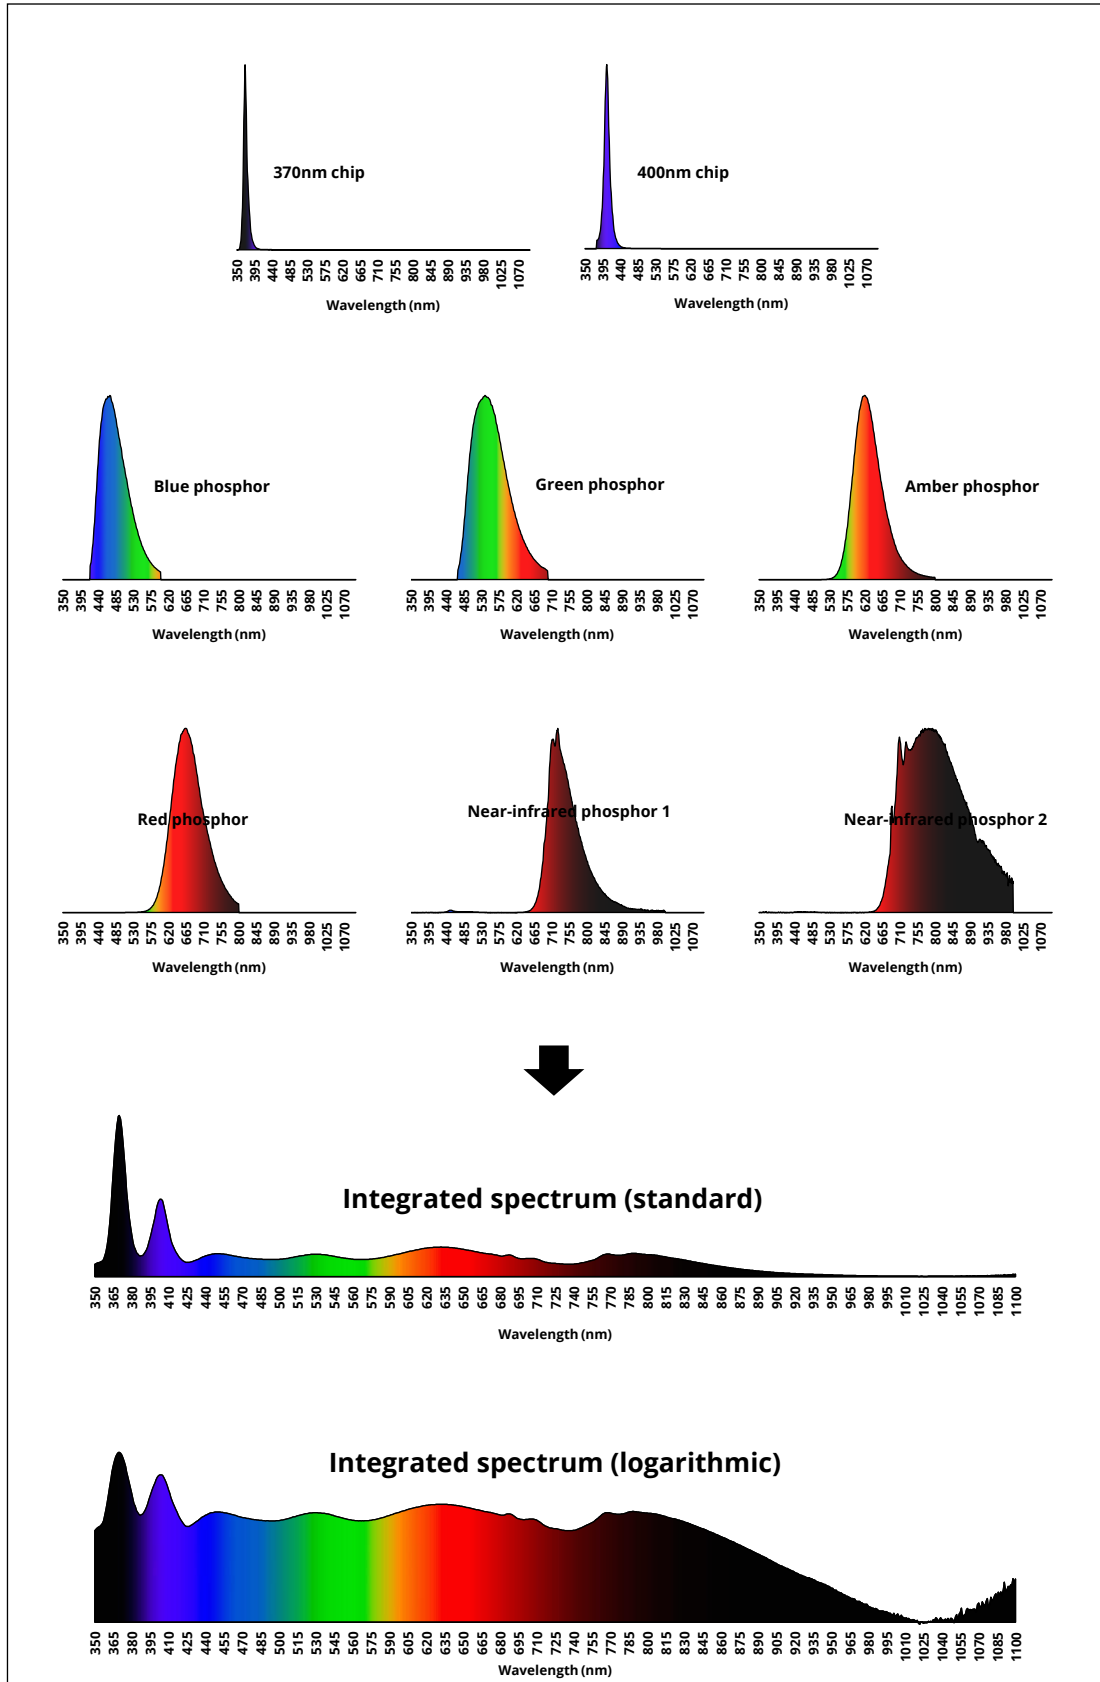 370nm chip
400nm chip
350 395 440 485 530 575 620 665 710 755 800 845 890 935 980 1025 1070
350 395 440 485 530 575 620 665 710 755 800 845 890 935 980 1025 1070
Wavelength (nm)
Wavelength (nm)
Blue phosphor
Green phosphor
Amber phosphor
350 395 440 485 530 575 620 665 710 755 800 845 890 935 980 1025 1070
350 395 440 485 530 575 620 665 710 755 800 845 890 935 980 1025 1070
350 395 440 485 530 575 620 665 710 755 800 845 890 935 980 1025 1070
Wavelength (nm)
Wavelength (nm)
Wavelength (nm)
Red phosphor
Near-infrared phosphor 1
Near-infrared phosphor 2
350 395 440 485 530 575 620 665 710 755 800 845 890 935 980 1025 1070
350 395 440 485 530 575 620 665 710 755 800 845 890 935 980 1025 1070
350 395 440 485 530 575 620 665 710 755 800 845 890 935 980 1025 1070
Wavelength (nm)
Wavelength (nm)
Wavelength (nm)
Integrated spectrum (standard)
350 365 380 395 410 425 440 455 470 485 500 515 530 545 560 575 590 605 620 635 650 665 680 695 710 725 740 755 770 785 800 815 830 845 860 875 890 905 920 935 950 965 980 995 1010 1025 1040 1055 1070 1085 1100
Wavelength (nm)
Integrated spectrum (logarithmic)
350 365 380 395 410 425 440 455 470 485 500 515 530 545 560 575 590 605 620 635 650 665 680 695 710 725 740 755 770 785 800 815 830 845 860 875 890 905 920 935 950 965 980 995 1010 1025 1040 1055 1070 1085 1100
Wavelength (nm)